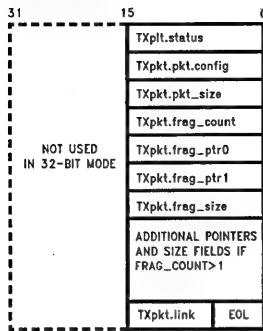 31 15
TXplt.status
TXpkt.pkt.config
TXpkt.pkt_size
TXpkt.frag_count
NOT USED
IN 32-BIT MODE
TXpkt.frag_ptr0
TXpkt.frag_ptr1
TXpkt.frag_size
ADDITIONAL POINTERS
AND SIZE FIELDS IF
FRAG_COUNT>1
TXpkt.link EOL